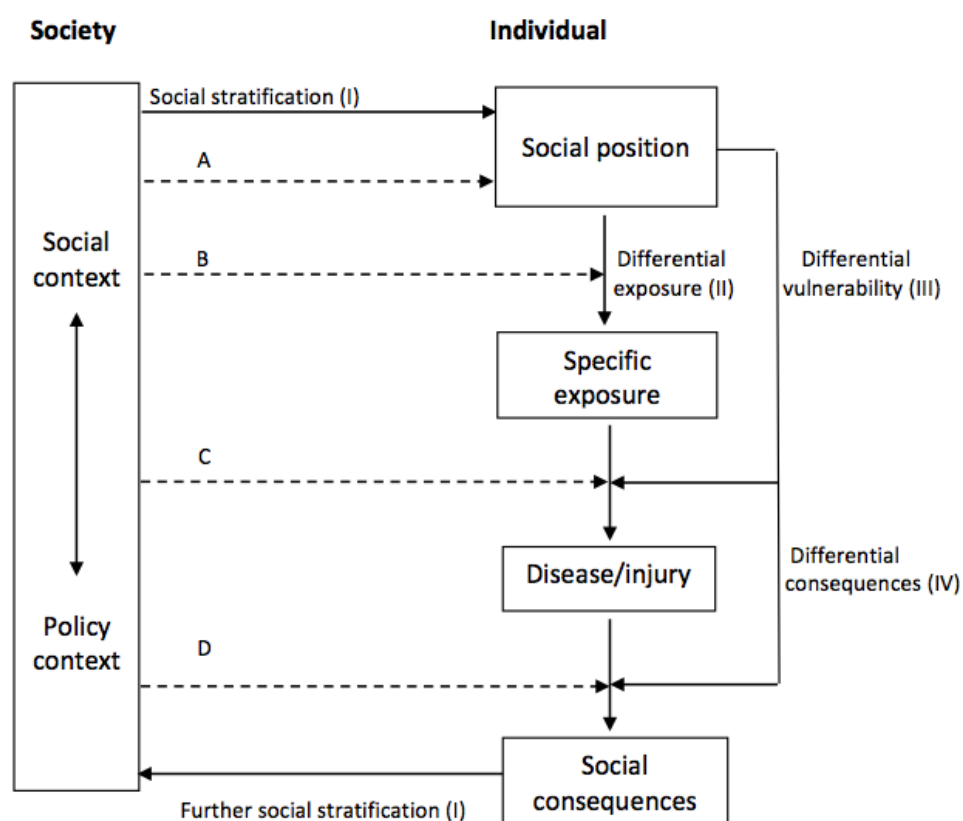 Society
Individual
Social stratification (I)
Social position
A
Social
context
B
Differential
exposure (II)
Differential
vulnerability (III)
Specific
exposure
C
Disease/injury
Differential
consequences (IV)
Policy
context
D
Social
consequences
Further social stratification (I)